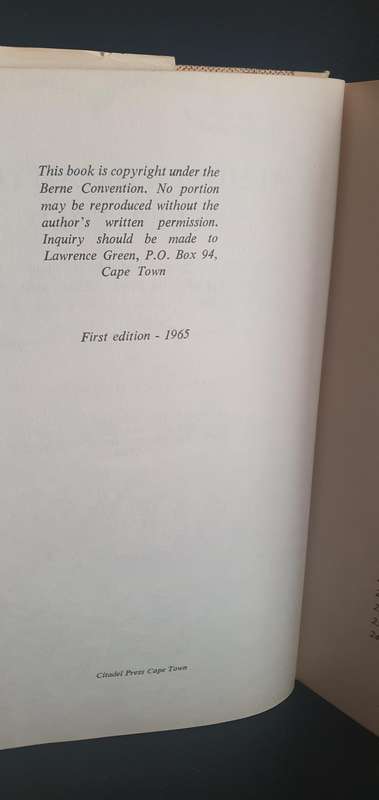 This book is copyright under the
Berne Convention. No portion
may be reproduced without the
author's written permission.
Inquiry should be made to
Lawrence Green, P.O. Box 94,
Cape Town
First edition - 1965
Citadel Press Cape Town